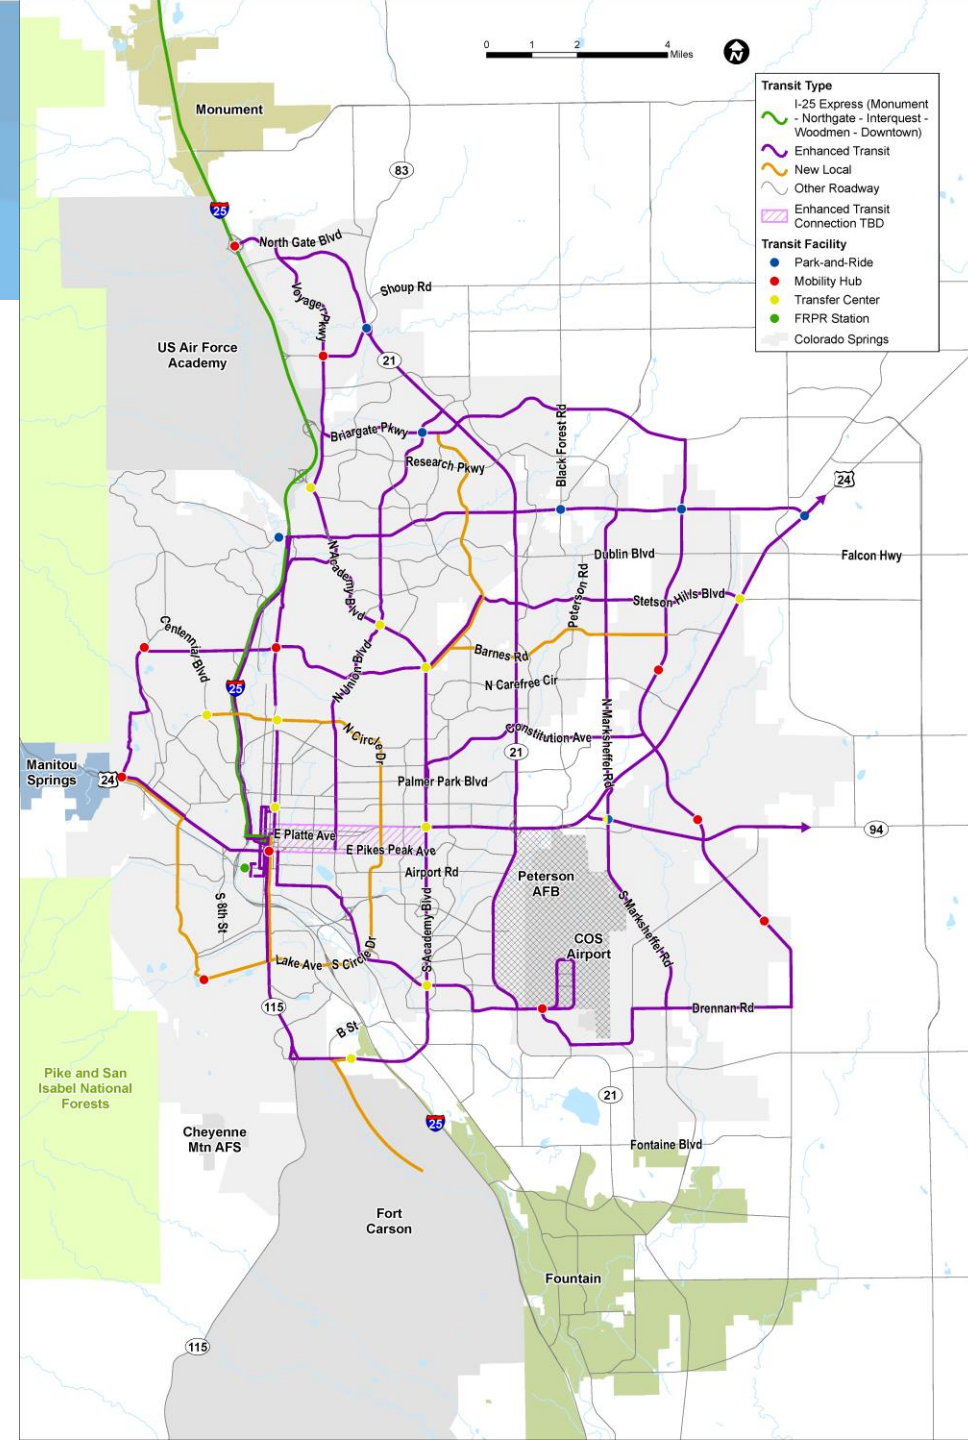 0 1 2 4
Miles
N
Transit Type
I-25 Express (Monument
- Northgate - Interquest -
Woodmen - Downtown)
Enhanced Transit
New Local
Other Roadway
Enhanced Transit
Connection TBD
Transit Facility
Park-and-Ride
Mobility Hub
Transfer Center
FRPR Station
Colorado Springs
Monument
83
25
North Gate Blvd
Voyager Pkwy
Shoup Rd
US Air Force
Academy
21
Briargate Pkwy
Research Pkwy
Black Forest Rd
24
N Academy Blvd
Dublin Blvd
Falcon Hwy
Peterson Rd
Stetson Hills Blvd
Centennial Blvd
N Union Blvd
Barnes Rd
N Carefree Cir
25
N Circle Dr
Constitution Ave
N Marksheffel Rd
21
Manitou
Springs
24
Palmer Park Blvd
E Platte Ave
94
E Pikes Peak Ave
Airport Rd
Peterson
AFB
S 8th St
S Academy Blvd
S Marksheffel Rd
COS
Airport
Lake Ave
S Circle Dr
115
Drennan Rd
B St
Pike and San
Isabel National
Forests
21
25
Cheyenne
Mtn AFS
Fontaine Blvd
Fort
Carson
Fountain
115